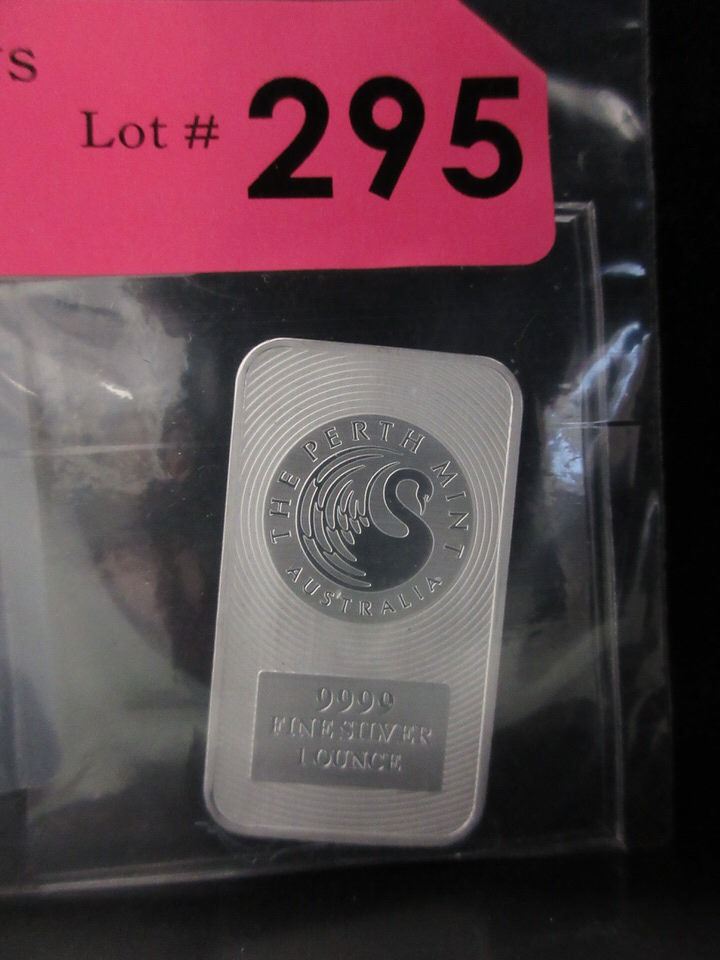 s
Lot # 295
THE PERTH MINT
AUSTRALIA
9999
FINE SILVER
1 OUNCE